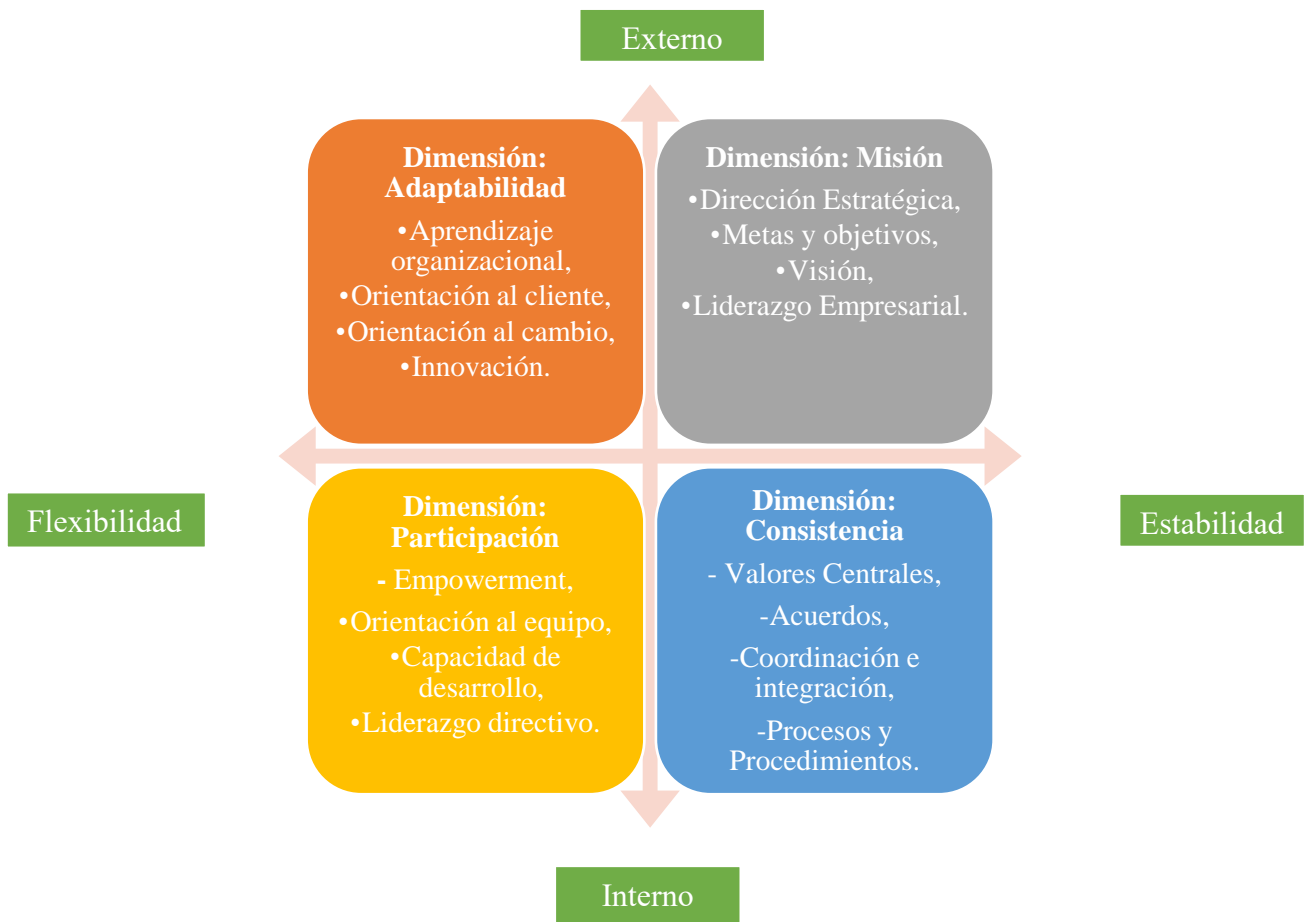 Externo
Dimensión:
Adaptabilidad
•Aprendizaje
organizacional,
•Orientación al cliente,
•Orientación al cambio,
•Innovación.
Dimensión: Misión
•Dirección Estratégica,
•Metas y objetivos,
•Visión,
•Liderazgo Empresarial.
Flexibilidad
Dimensión:
Participación
- Empowerment,
•Orientación al equipo,
•Capacidad de
desarrollo,
•Liderazgo directivo.
Dimensión:
Consistencia
- Valores Centrales,
-Acuerdos,
-Coordinación e
integración,
-Procesos y
Procedimientos.
Estabilidad
Interno